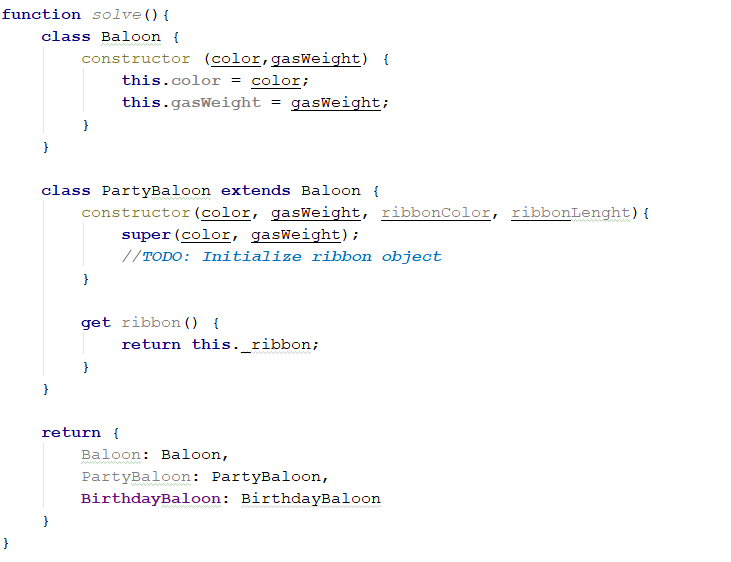 function solve(){
class Baloon {
constructor (color,gasWeight) {
this.color = color;
this.gasWeight = gasWeight;
}
}
class PartyBaloon extends Baloon {
constructor(color, gasWeight, ribbonColor, ribbonLenght){
super(color, gasWeight);
//TODO: Initialize ribbon object
}
get ribbon() {
return this._ribbon;
}
}
return {
Baloon: Baloon,
PartyBaloon: PartyBaloon,
BirthdayBaloon: BirthdayBaloon
}
}